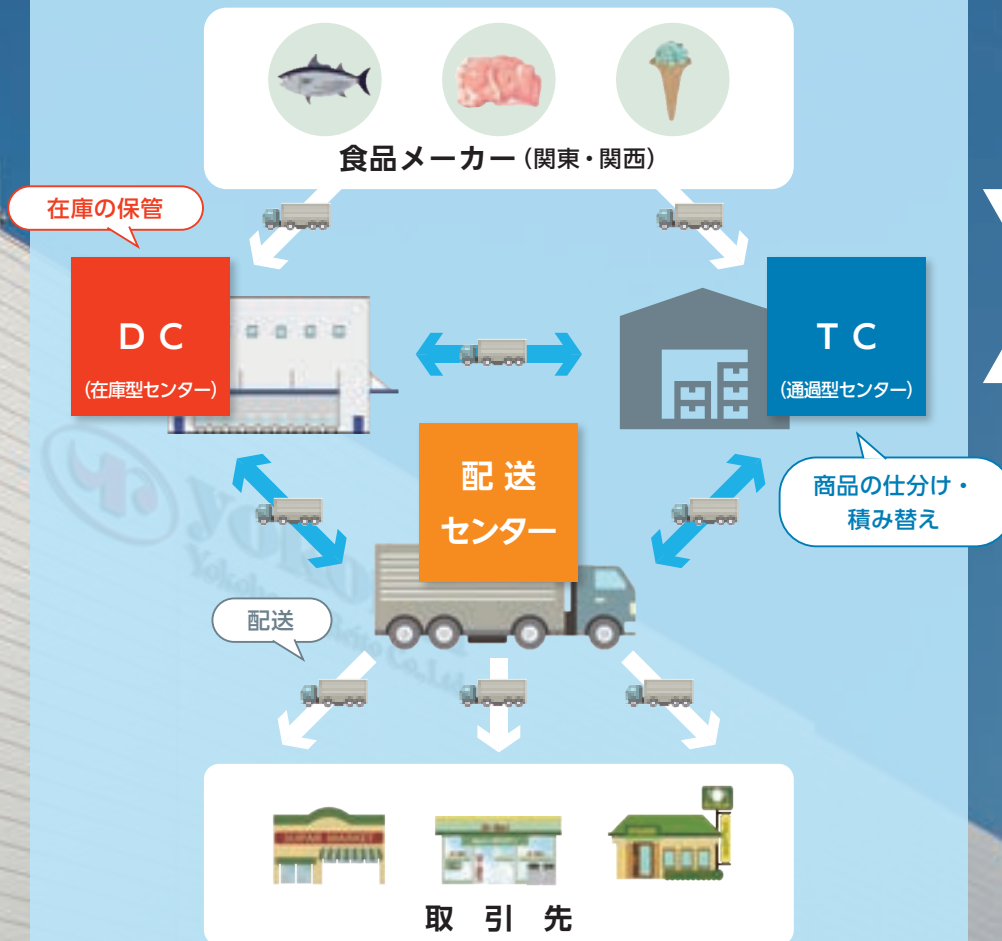 食品メーカー（関東・関西）
在庫の保管
ＤＣ
（在庫型センター）
ＴＣ
（通過型センター）
配送
センター
商品の仕分け・
積み替え
配送
取引先